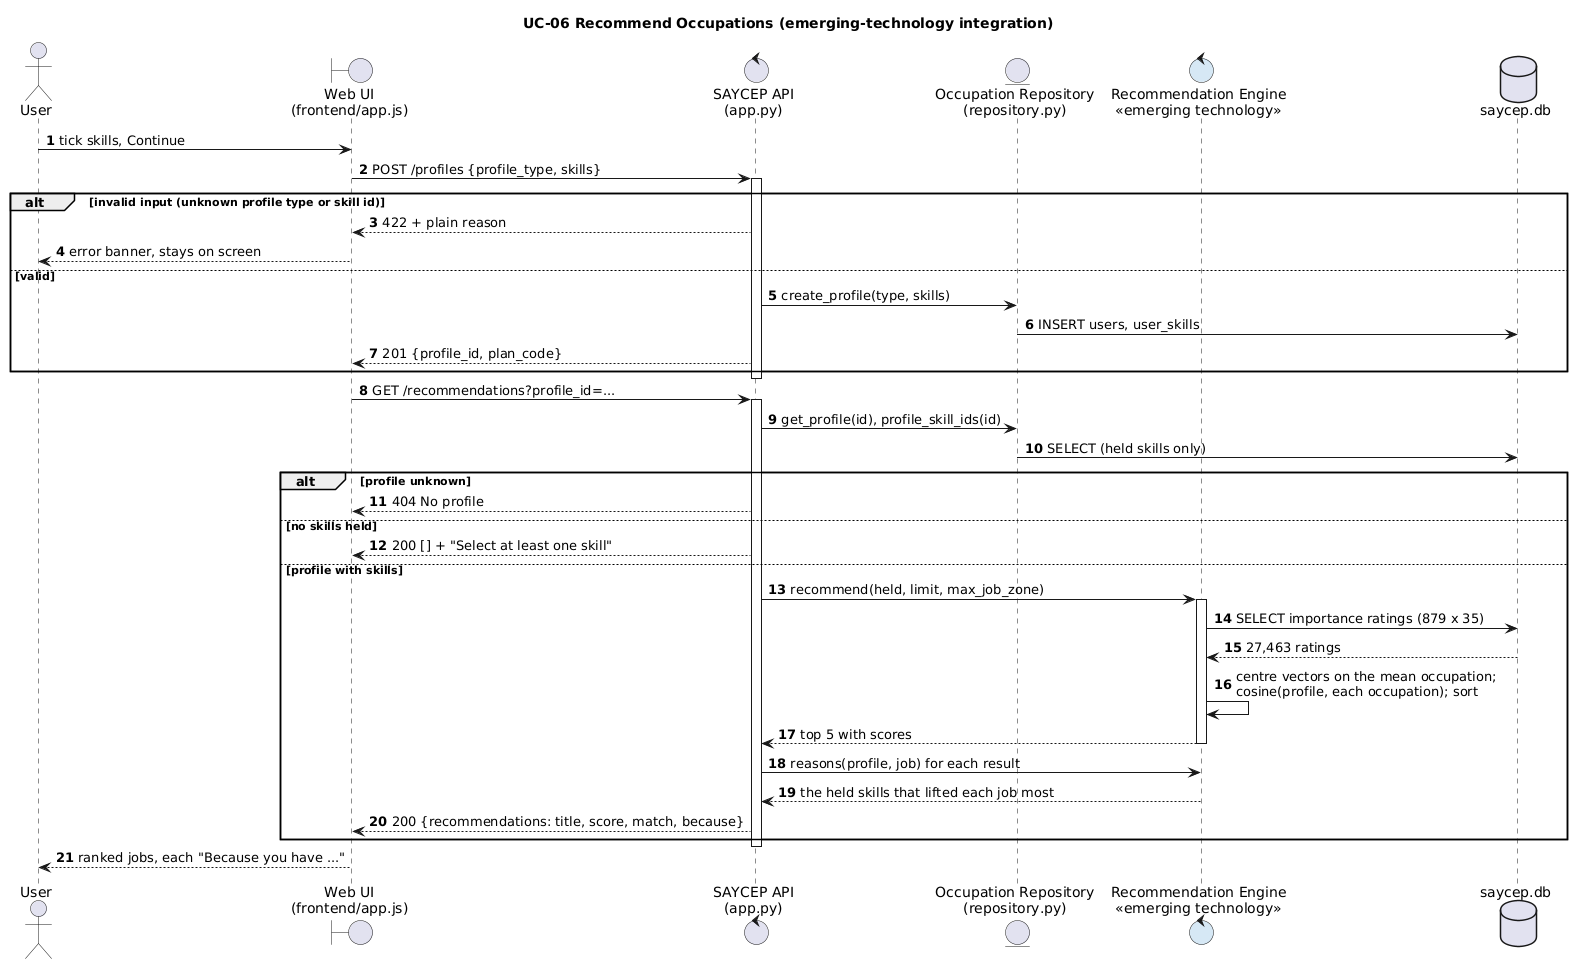 UC-06 Recommend Occupations (emerging-technology integration)
User
Web UI
(frontend/app.js)
SAYCEP API
(app.py)
Occupation Repository
(repository.py)
Recommendation Engine
«emerging technology»
saycep.db
1 tick skills, Continue
2 POST /profiles {profile_type, skills}
alt [invalid input (unknown profile type or skill id)]
3 422 + plain reason
4 error banner, stays on screen
[valid]
5 create_profile(type, skills)
6 INSERT users, user_skills
7 201 {profile_id, plan_code}
8 GET /recommendations?profile_id=...
9 get_profile(id), profile_skill_ids(id)
10 SELECT (held skills only)
alt [profile unknown]
11 404 No profile
[no skills held]
12 200 [] + "Select at least one skill"
[profile with skills]
13 recommend(held, limit, max_job_zone)
14 SELECT importance ratings (879 x 35)
15 27,463 ratings
16 centre vectors on the mean occupation;
cosine(profile, each occupation); sort
17 top 5 with scores
18 reasons(profile, job) for each result
19 the held skills that lifted each job most
20 200 {recommendations: title, score, match, because}
21 ranked jobs, each "Because you have ..."
User
Web UI
(frontend/app.js)
SAYCEP API
(app.py)
Occupation Repository
(repository.py)
Recommendation Engine
«emerging technology»
saycep.db